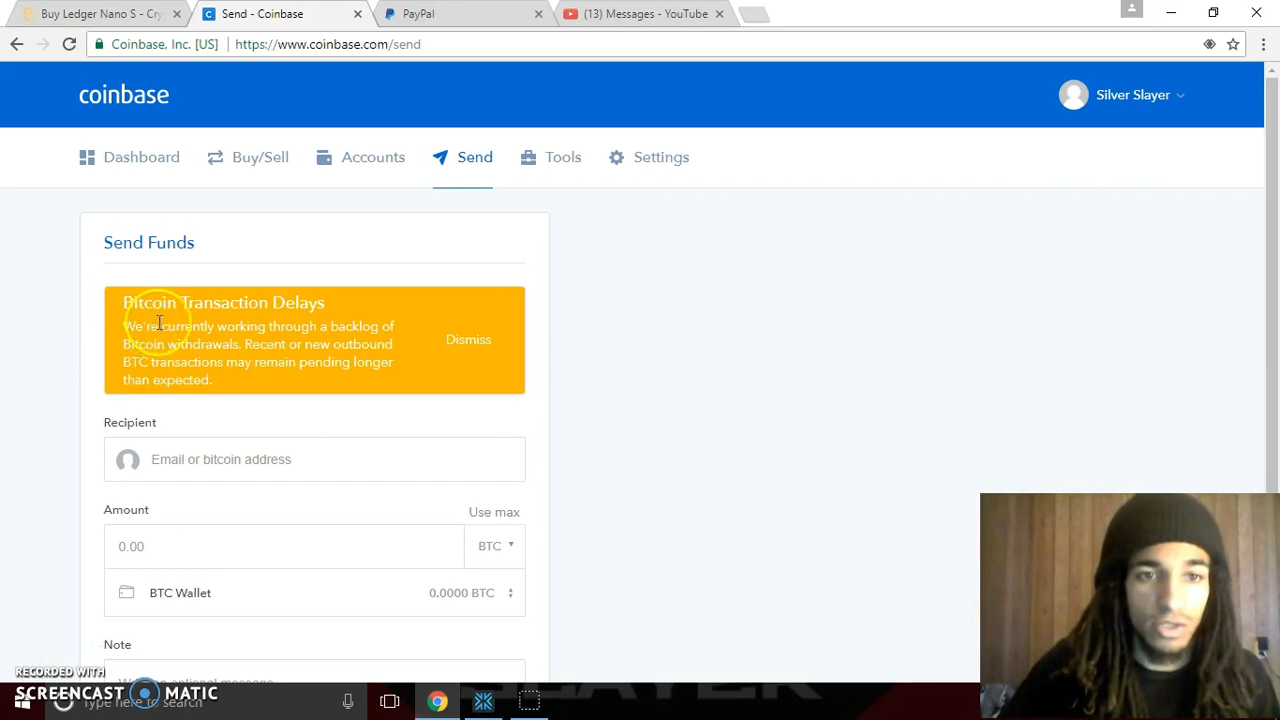 Buy Ledger Nano S - Cry
Send - Coinbase
PayPal
(13) Messages - YouTube
Coinbase, Inc. [US]
https://www.coinbase.com/send
coinbase
Silver Slayer
Dashboard
Buy/Sell
Accounts
Send
Tools
Settings
Send Funds
Bitcoin Transaction Delays
We're currently working through a backlog of
Bitcoin withdrawals. Recent or new outbound
BTC transactions may remain pending longer
than expected.
Dismiss
Recipient
Email or bitcoin address
Amount
Use max
0.00
BTC
BTC Wallet
0.0000 BTC
Note
RECORDED WITH
SCREENCAST MATIC
Type here to search
SLAYER